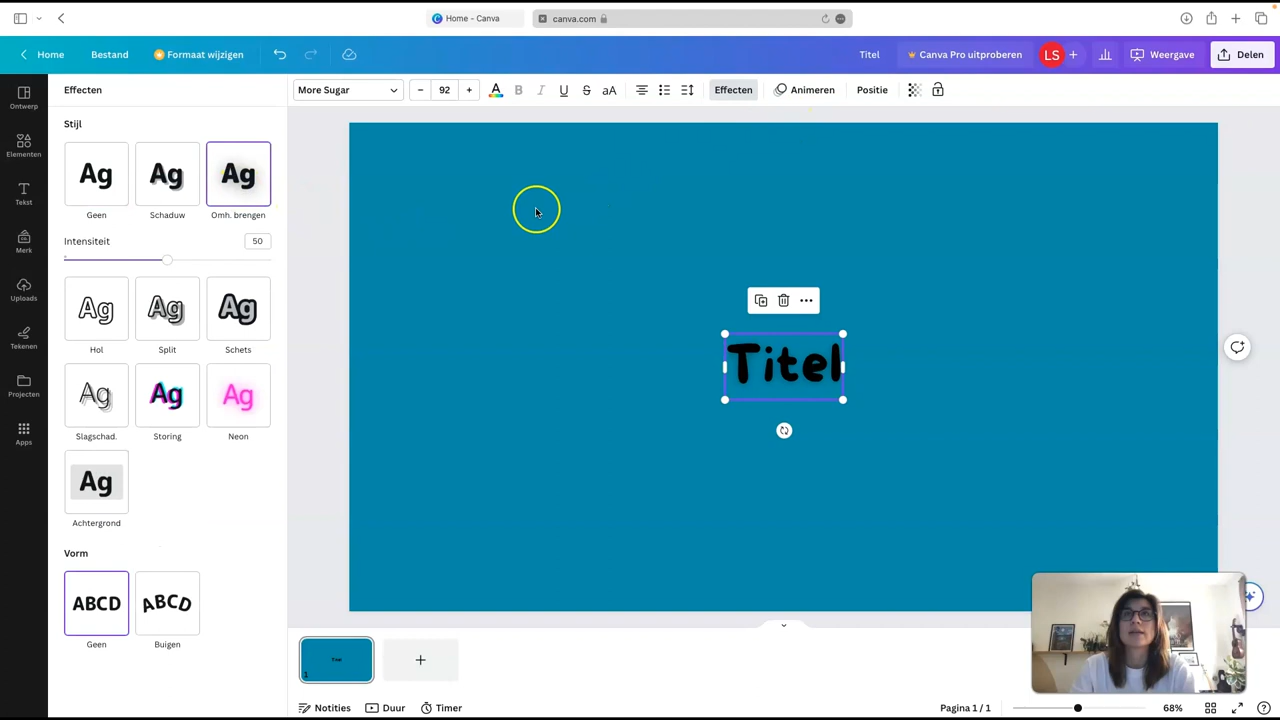 Home - Canva
canva.com
Home
Bestand
Formaat wijzigen
Titel
Canva Pro uitproberen
LS
Weergave
Delen
Effecten
More Sugar
92
A
B
I
U
S
aA
Effecten
Animeren
Positie
Ontwerp
Elementen
Tekst
Merk
Uploads
Tekenen
Projecten
Apps
Stijl
Ag
Ag
Ag
Geen
Schaduw
Omh. brengen
Intensiteit
50
Ag
Ag
Ag
Hol
Split
Schets
Ag
Ag
Ag
Slagschad.
Storing
Neon
Ag
Achtergrond
Vorm
ABCD
ABCD
Geen
Buigen
Titel
Titel
1
Notities
Duur
Timer
Pagina 1 / 1
68%